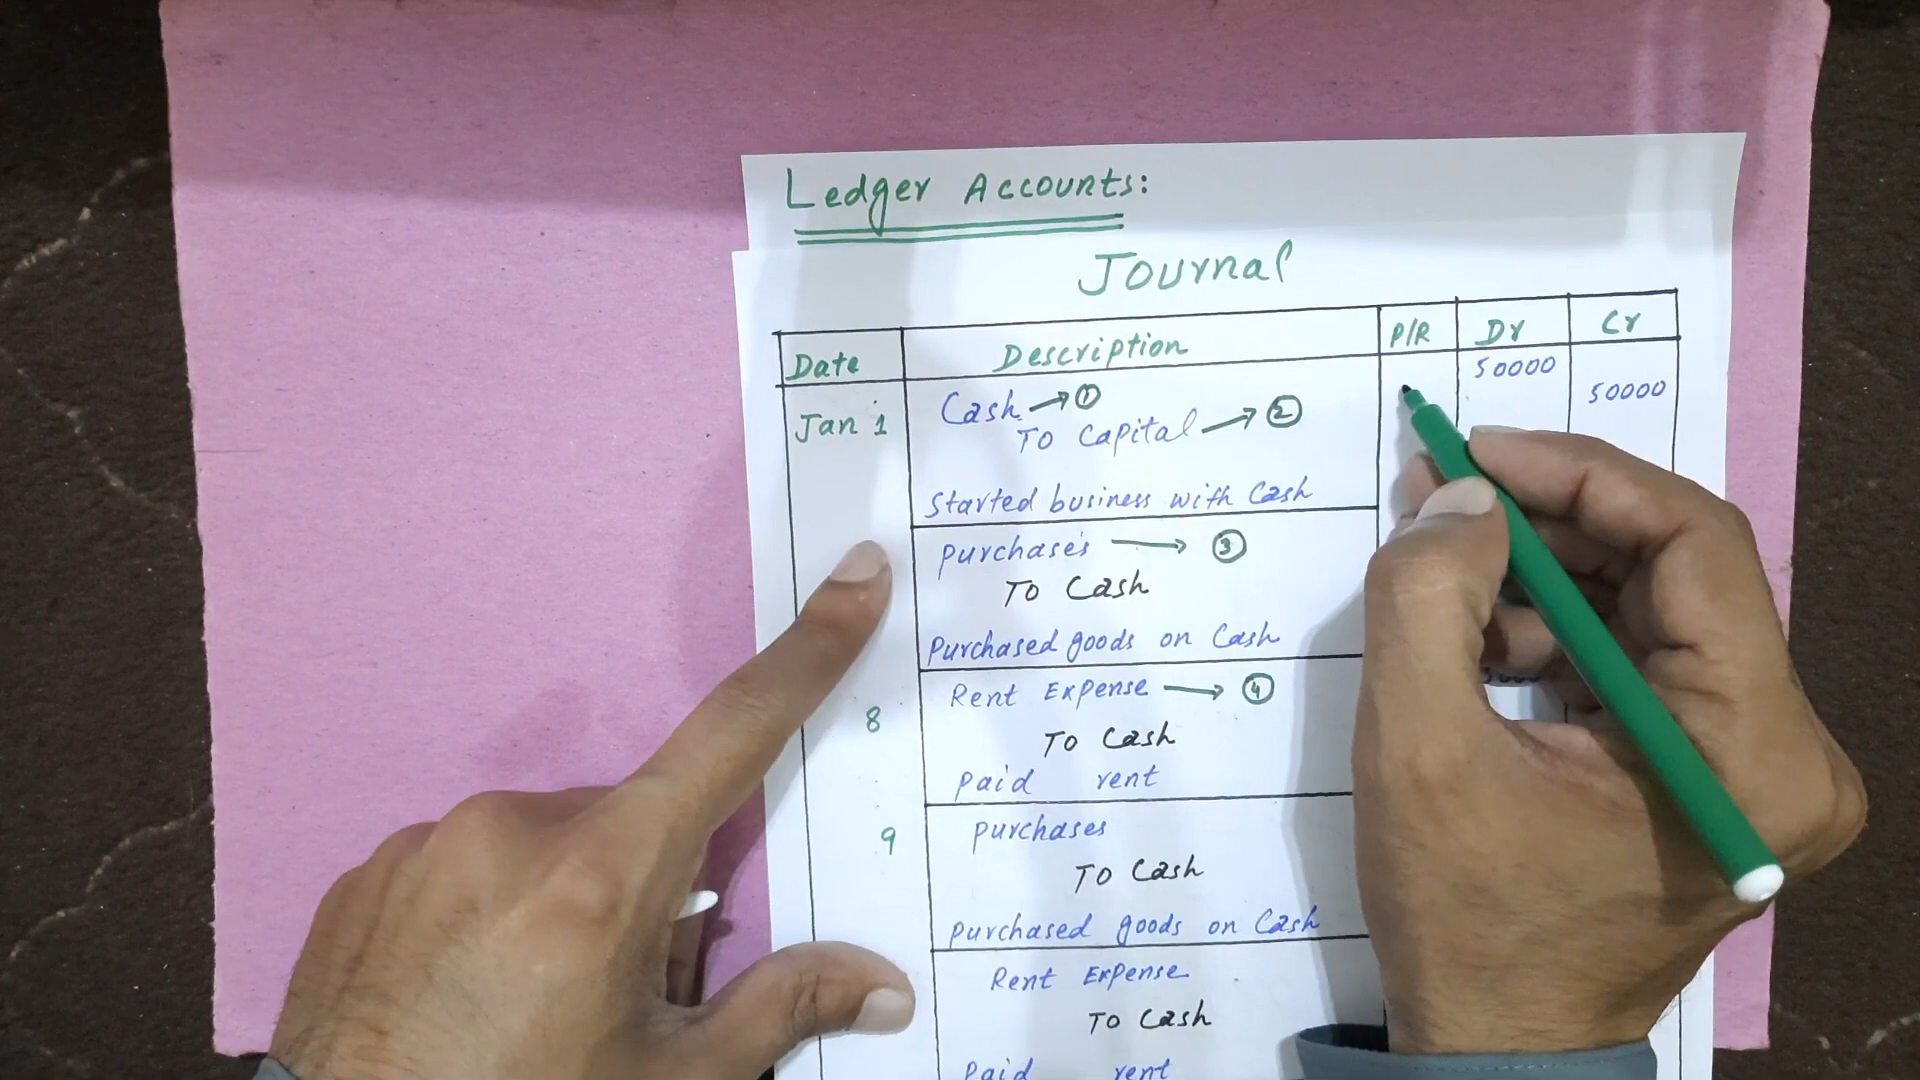 Ledger Accounts:
Journal
Date Description P/R Dr Cr
Jan 1 Cash → ① 50000
To Capital → ② 50000
Started business with Cash
Purchases → ③
To Cash
Purchased goods on Cash
8 Rent Expense → ④
To Cash
Paid rent
9 Purchases
To Cash
Purchased goods on Cash
Rent Expense
To Cash
Paid rent